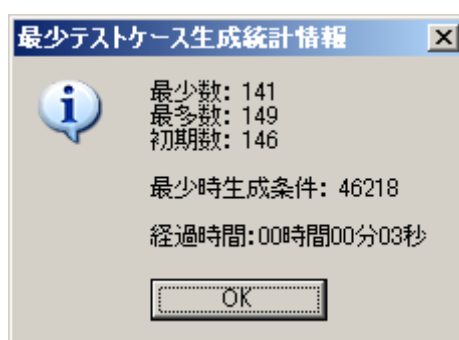 最少テストケース生成統計情報
最少数: 141
最多数: 149
初期数: 146
最少時生成条件: 46218
経過時間:00時間00分03秒
OK